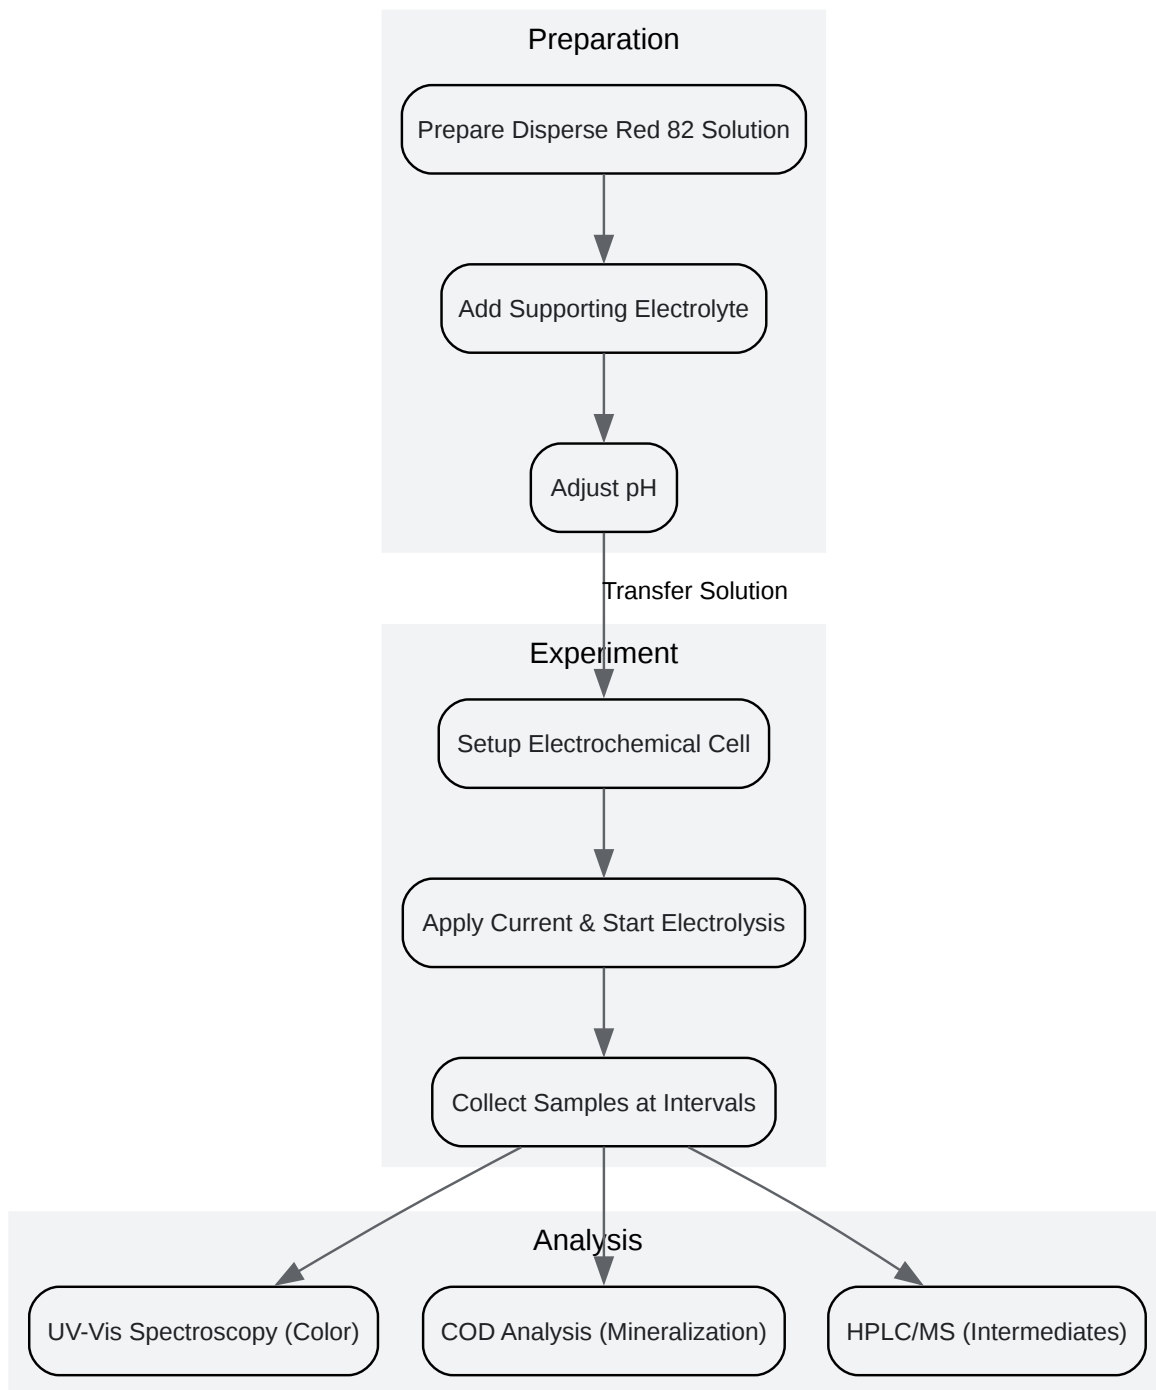 Preparation
Prepare Disperse Red 82 Solution
Add Supporting Electrolyte
Adjust pH
Transfer Solution
Experiment
Setup Electrochemical Cell
Apply Current & Start Electrolysis
Collect Samples at Intervals
Analysis
UV-Vis Spectroscopy (Color)
COD Analysis (Mineralization)
HPLC/MS (Intermediates)